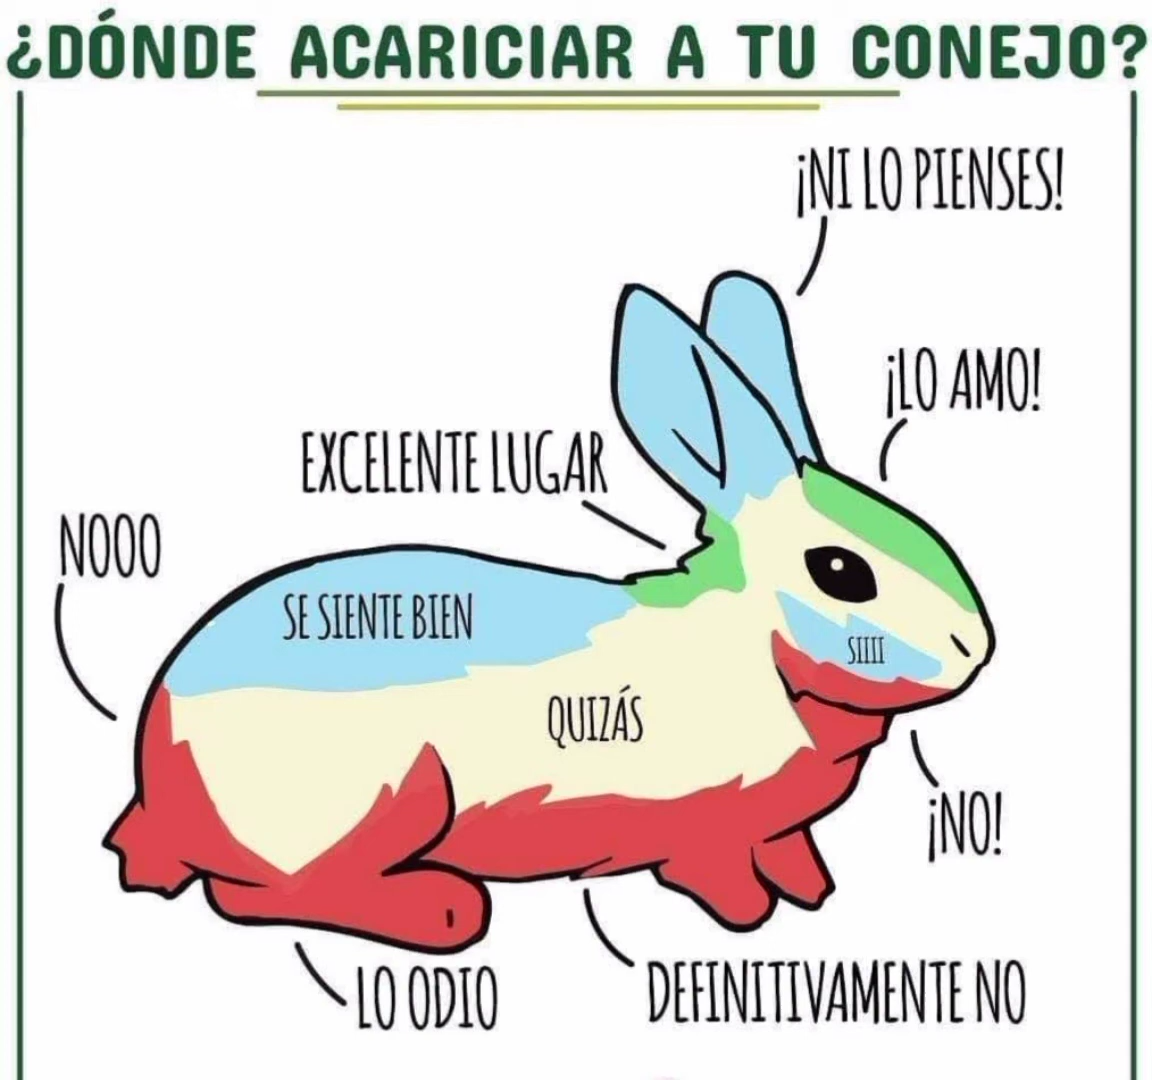 ¿DÓNDE ACARICIAR A TU CONEJO?
¡NI LO PIENSES!
¡LO AMO!
EXCELENTE LUGAR
NOOO
SE SIENTE BIEN
SIIII
QUIZÁS
¡NO!
LO ODIO
DEFINITIVAMENTE NO